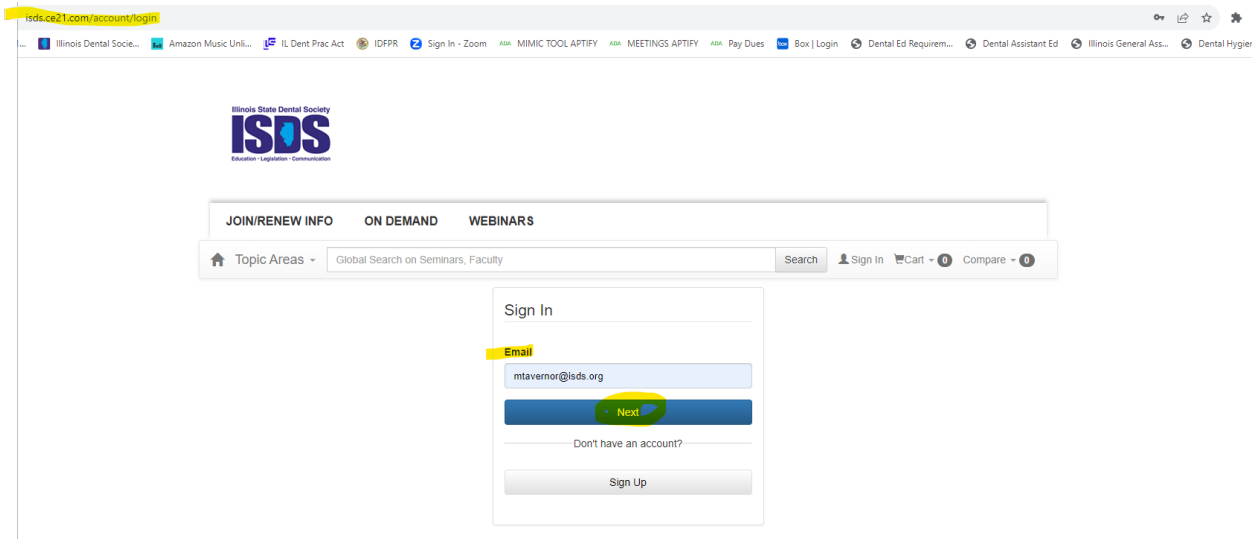 isds.ce21.com/account/login
I... Illinois Dental Socie... Amazon Music Unli... IL Dent Prac Act IDFPR Sign In - Zoom ADA MIMIC TOOL APTIFY ADA MEETINGS APTIFY ADA Pay Dues box Box | Login Dental Ed Requirem... Dental Assistant Ed Illinois General Ass... Dental Hygien
Illinois State Dental Society
ISDS
Education • Legislation • Communication
JOIN/RENEW INFO ON DEMAND WEBINARS
Topic Areas Global Search on Seminars, Faculty Search Sign In Cart 0 Compare 0
Sign In
Email
mtavernor@isds.org
Next
Don't have an account?
Sign Up